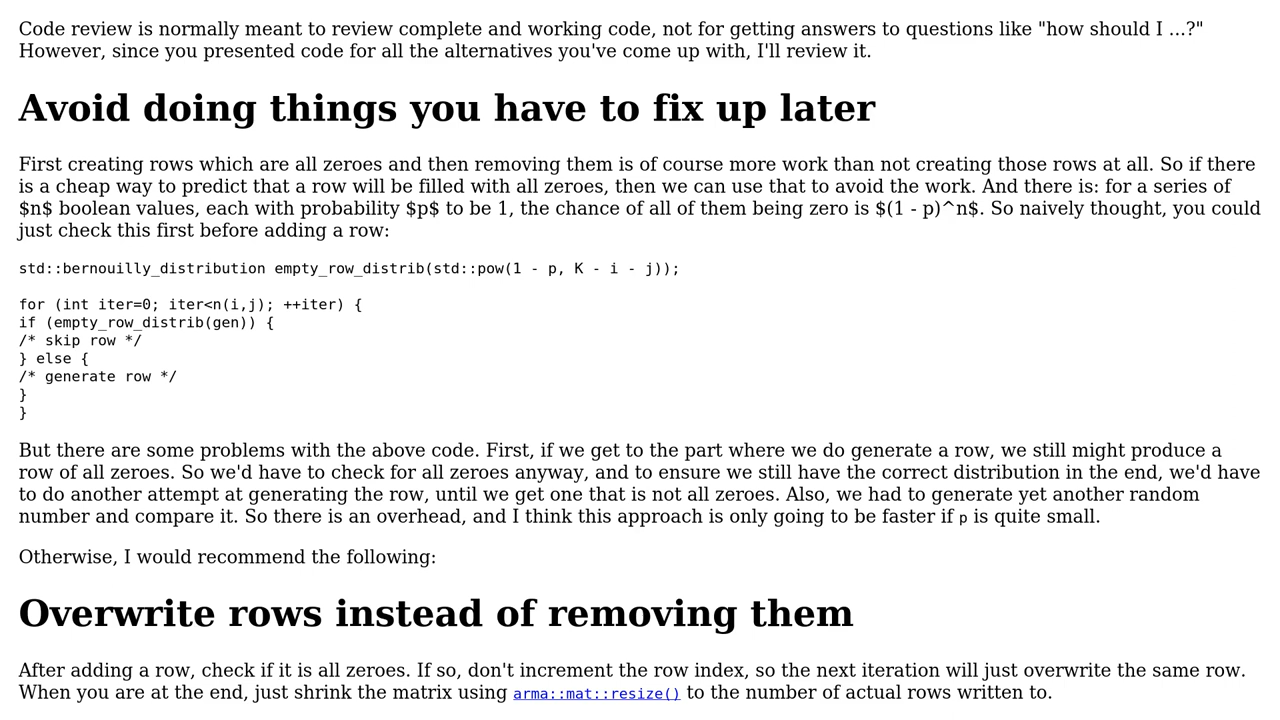 Code review is normally meant to review complete and working code, not for getting answers to questions like "how should I ...?"
However, since you presented code for all the alternatives you've come up with, I'll review it.
Avoid doing things you have to fix up later
First creating rows which are all zeroes and then removing them is of course more work than not creating those rows at all. So if there
is a cheap way to predict that a row will be filled with all zeroes, then we can use that to avoid the work. And there is: for a series of
$n$ boolean values, each with probability $p$ to be 1, the chance of all of them being zero is $(1 - p)^n$. So naively thought, you could
just check this first before adding a row:
std::bernouilly_distribution empty_row_distrib(std::pow(1 - p, K - i - j));
for (int iter=0; iter<n(i,j); ++iter) {
if (empty_row_distrib(gen)) {
/* skip row */
} else {
/* generate row */
}
}
But there are some problems with the above code. First, if we get to the part where we do generate a row, we still might produce a
row of all zeroes. So we'd have to check for all zeroes anyway, and to ensure we still have the correct distribution in the end, we'd have
to do another attempt at generating the row, until we get one that is not all zeroes. Also, we had to generate yet another random
number and compare it. So there is an overhead, and I think this approach is only going to be faster if p is quite small.
Otherwise, I would recommend the following:
Overwrite rows instead of removing them
After adding a row, check if it is all zeroes. If so, don't increment the row index, so the next iteration will just overwrite the same row.
When you are at the end, just shrink the matrix using arma::mat::resize() to the number of actual rows written to.